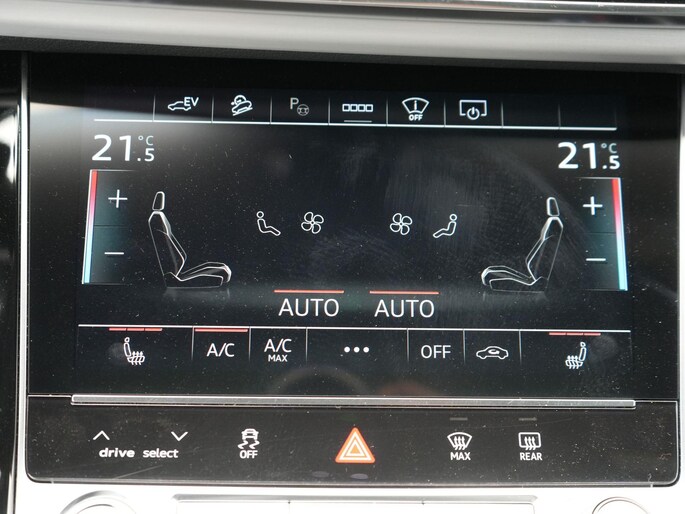 EV
P
OFF
21.5 °C
21.5 °C
+
+
−
−
AUTO AUTO
A/C A/C MAX ••• OFF
drive select OFF MAX REAR